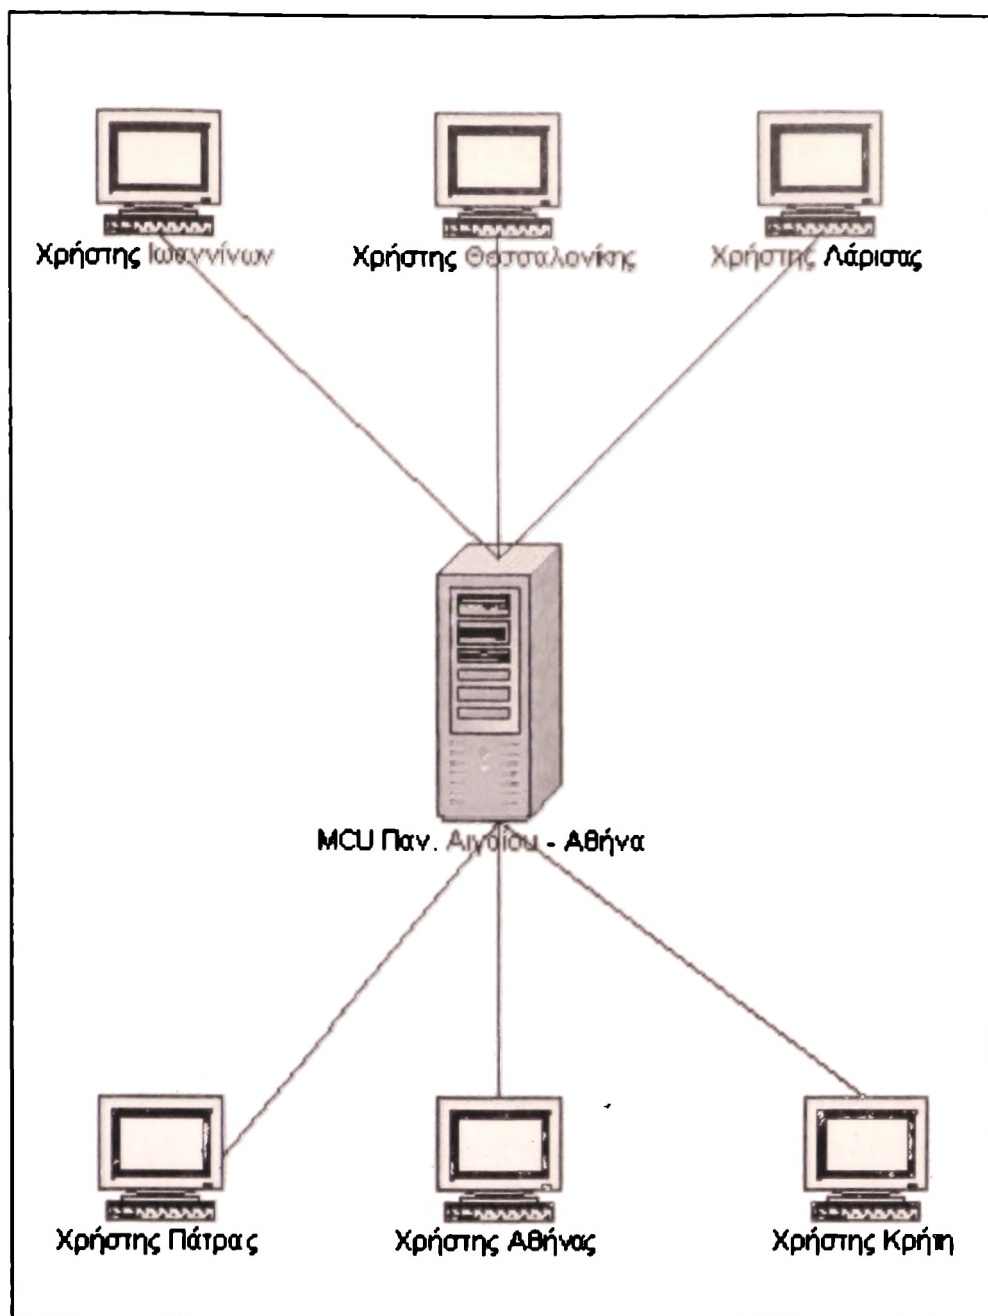 Χρήστης Ιωαννίνων
Χρήστης Θεσσαλονίκης
Χρήστης Λάρισας
MCU Παν. Αιγαίου - Αθήνα
Χρήστης Πάτρας
Χρήστης Αθήνας
Χρήστης Κρήτη